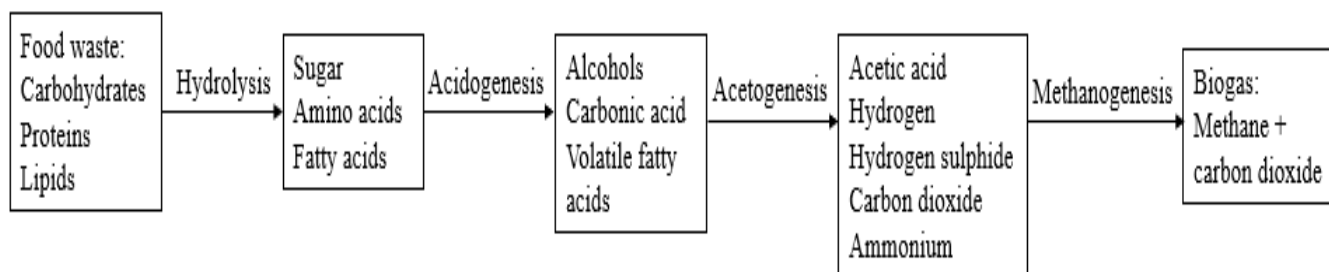 Food waste:
Carbohydrates
Proteins
Lipids
Hydrolysis
Sugar
Amino acids
Fatty acids
Acidogenesis
Alcohols
Carbonic acid
Volatile fatty
acids
Acetogenesis
Acetic acid
Hydrogen
Hydrogen sulphide
Carbon dioxide
Ammonium
Methanogenesis
Biogas:
Methane +
carbon dioxide